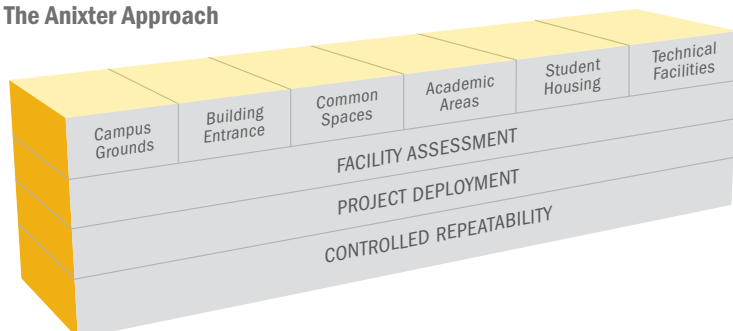 The Anixter Approach
Campus
Grounds
Building
Entrance
Common
Spaces
Academic
Areas
Student
Housing
Technical
Facilities
FACILITY ASSESSMENT
PROJECT DEPLOYMENT
CONTROLLED REPEATABILITY